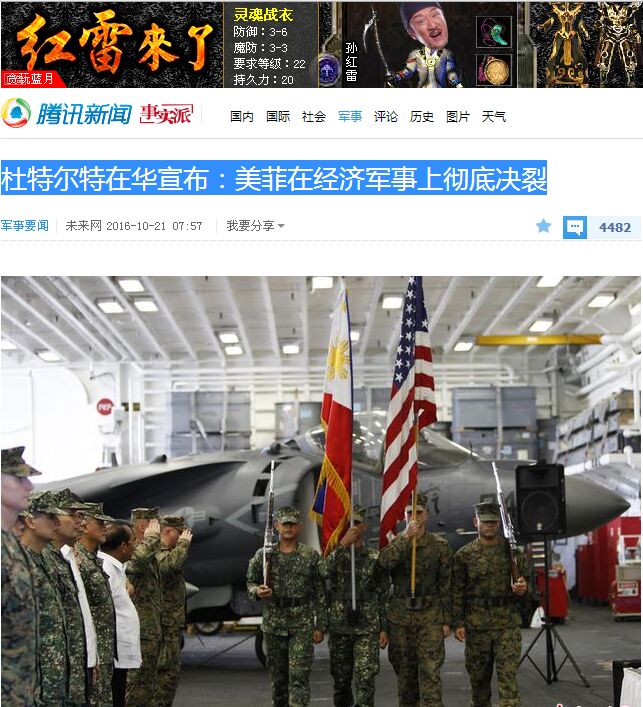 红雷來了
贪玩蓝月
灵魂战衣
防御：3-6
魔防：3-3
要求等级：22
持久力：20
孙红雷
腾讯新闻 事实派 国内 国际 社会 军事 评论 历史 图片 天气
杜特尔特在华宣布：美菲在经济军事上彻底决裂
军事要闻 未来网 2016-10-21 07:57 我要分享 4482